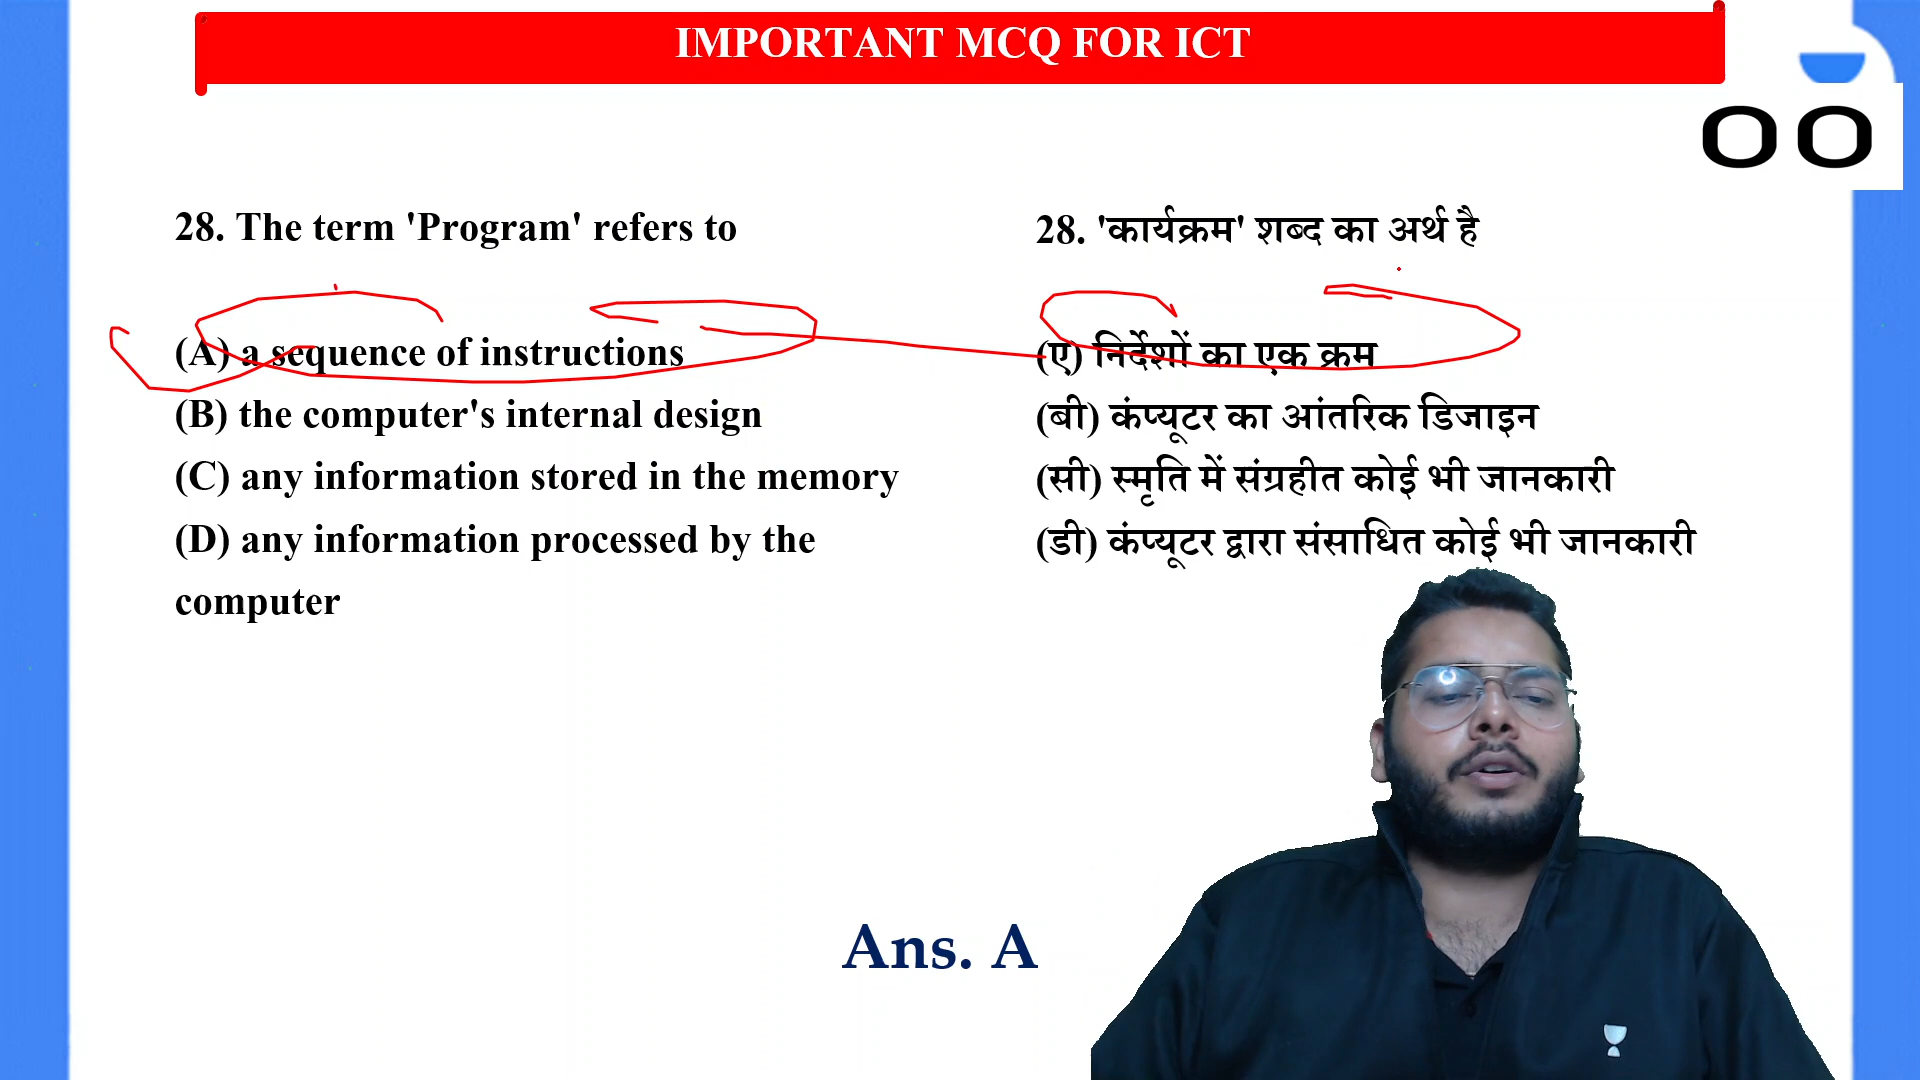 IMPORTANT MCQ FOR ICT
28. The term 'Program' refers to
(A) a sequence of instructions
(B) the computer's internal design
(C) any information stored in the memory
(D) any information processed by the
computer
28. 'कार्यक्रम' शब्द का अर्थ है
(ए) निर्देशों का एक क्रम
(बी) कंप्यूटर का आंतरिक डिजाइन
(सी) स्मृति में संग्रहीत कोई भी जानकारी
(डी) कंप्यूटर द्वारा संसाधित कोई भी जानकारी
Ans. A